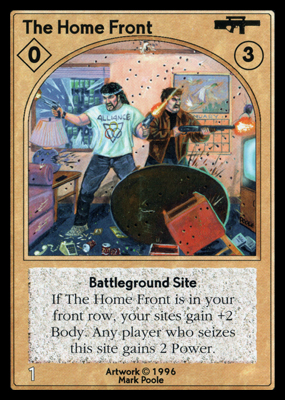 The Home Front
0
3
ALLIANCE
Battleground Site
If The Home Front is in your
front row, your sites gain +2
Body. Any player who seizes
this site gains 2 Power.
1
Artwork © 1996
Mark Poole